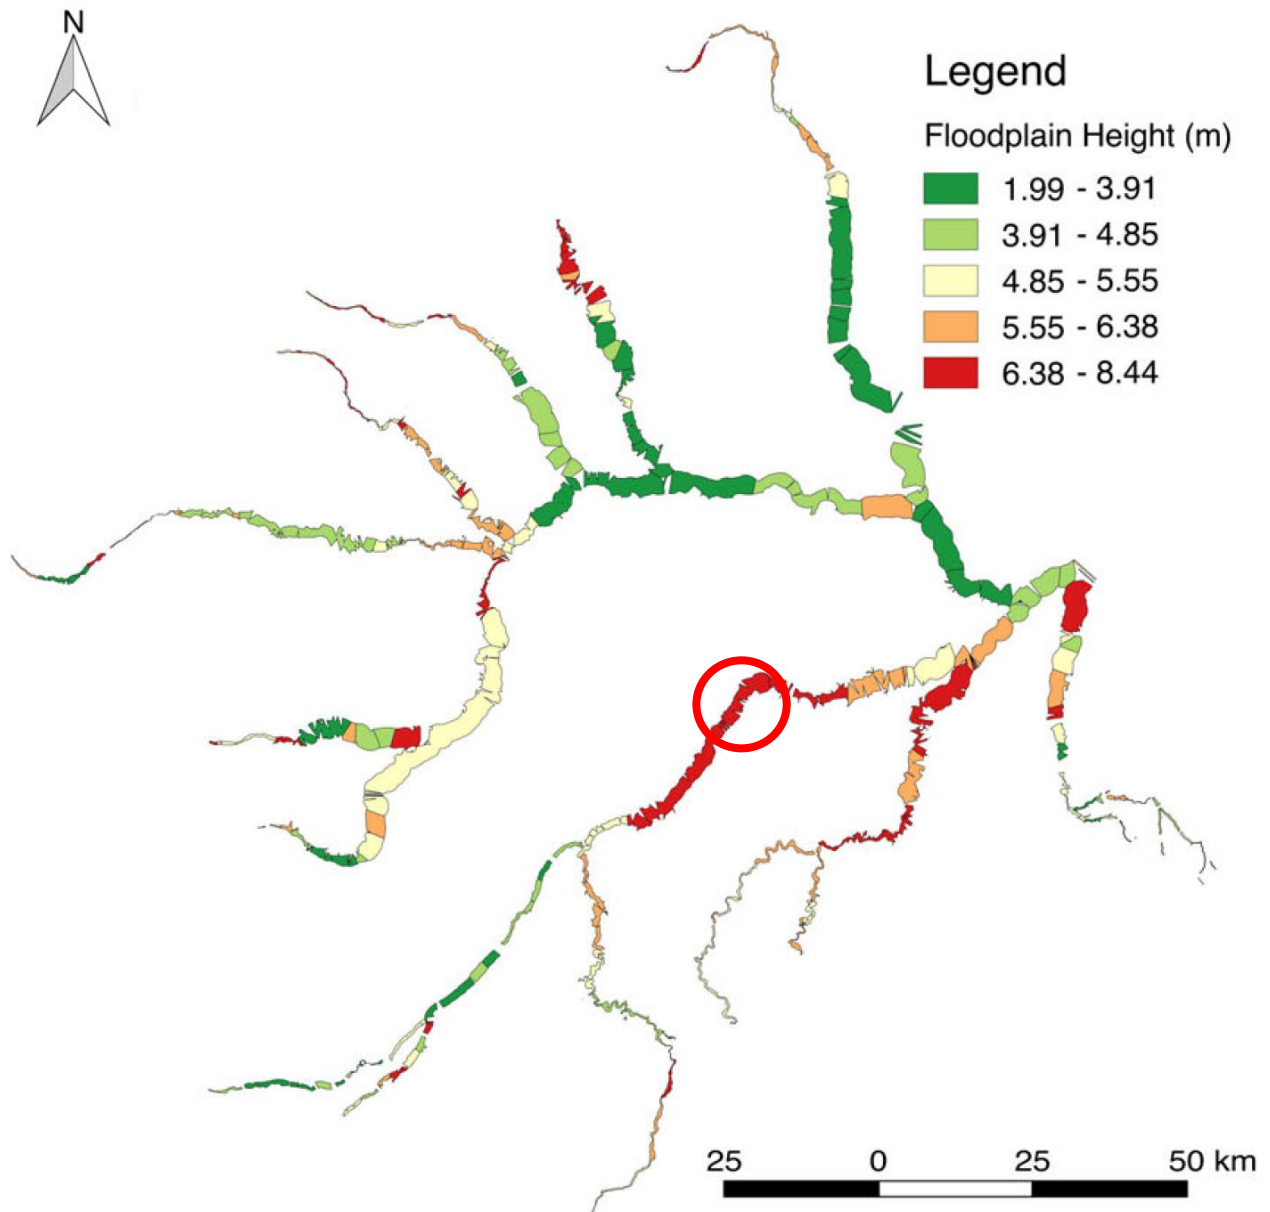 N
Legend
Floodplain Height (m)
1.99 - 3.91
3.91 - 4.85
4.85 - 5.55
5.55 - 6.38
6.38 - 8.44
25 0 25 50 km